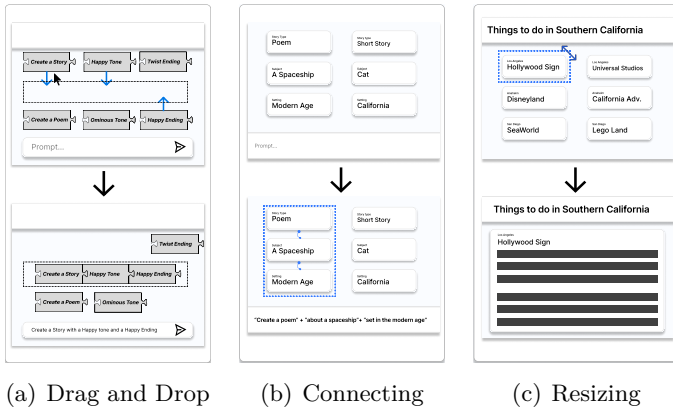 Create a Story Happy Tone Twist Ending
Create a Poem Ominous Tone Happy Ending
Prompt...
Twist Ending
Create a Story Happy Tone Happy Ending
Create a Poem Ominous Tone
Create a Story with a Happy tone and a Happy Ending
(a) Drag and Drop
Story Type
Poem
Story type
Short Story
Subject
A Spaceship
Subject
Cat
Setting
Modern Age
Setting
California
Prompt...
Story Type
Poem
Story type
Short Story
Subject
A Spaceship
Subject
Cat
Setting
Modern Age
Setting
California
"Create a poem" + "about a spaceship"+ "set in the modern age"
(b) Connecting
Things to do in Southern California
Los Angeles
Hollywood Sign
Los Angeles
Universal Studios
Anaheim
Disneyland
Anaheim
California Adv.
San Diego
SeaWorld
San Diego
Lego Land
Things to do in Southern California
Los Angeles
Hollywood Sign
(c) Resizing